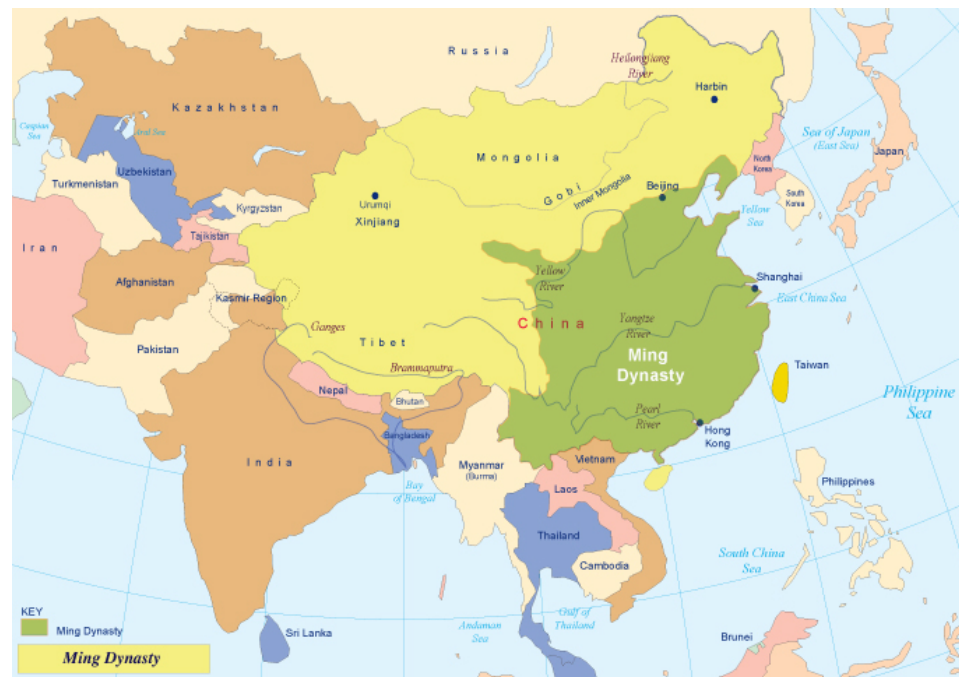 Russia
Heilongjiang
River
Harbin
Kazakhstan
Caspian
Sea
Aral Sea
Sea of Japan
(East Sea)
Japan
Mongolia
North
Korea
Uzbekistan
Turkmenistan
Gobi
Inner Mongolia
Beijing
South
Korea
Urumqi
Xinjiang
Kyrgyzstan
Yellow
Sea
Tajikistan
Iran
Afghanistan
Kasmir Region
Yellow
River
Shanghai
East China Sea
Ganges
China
Yangtze
River
Tibet
Pakistan
Ming
Dynasty
Brammaputra
Taiwan
Nepal
Bhutan
Philippine
Sea
Pearl
River
Bangladesh
Hong
Kong
India
Myanmar
(Burma)
Vietnam
Bay
of Bengal
Laos
Philippines
Thailand
South China
Sea
Cambodia
KEY
Ming Dynasty
Sri Lanka
Andaman
Sea
Gulf of
Thailand
Brunei
Ming Dynasty